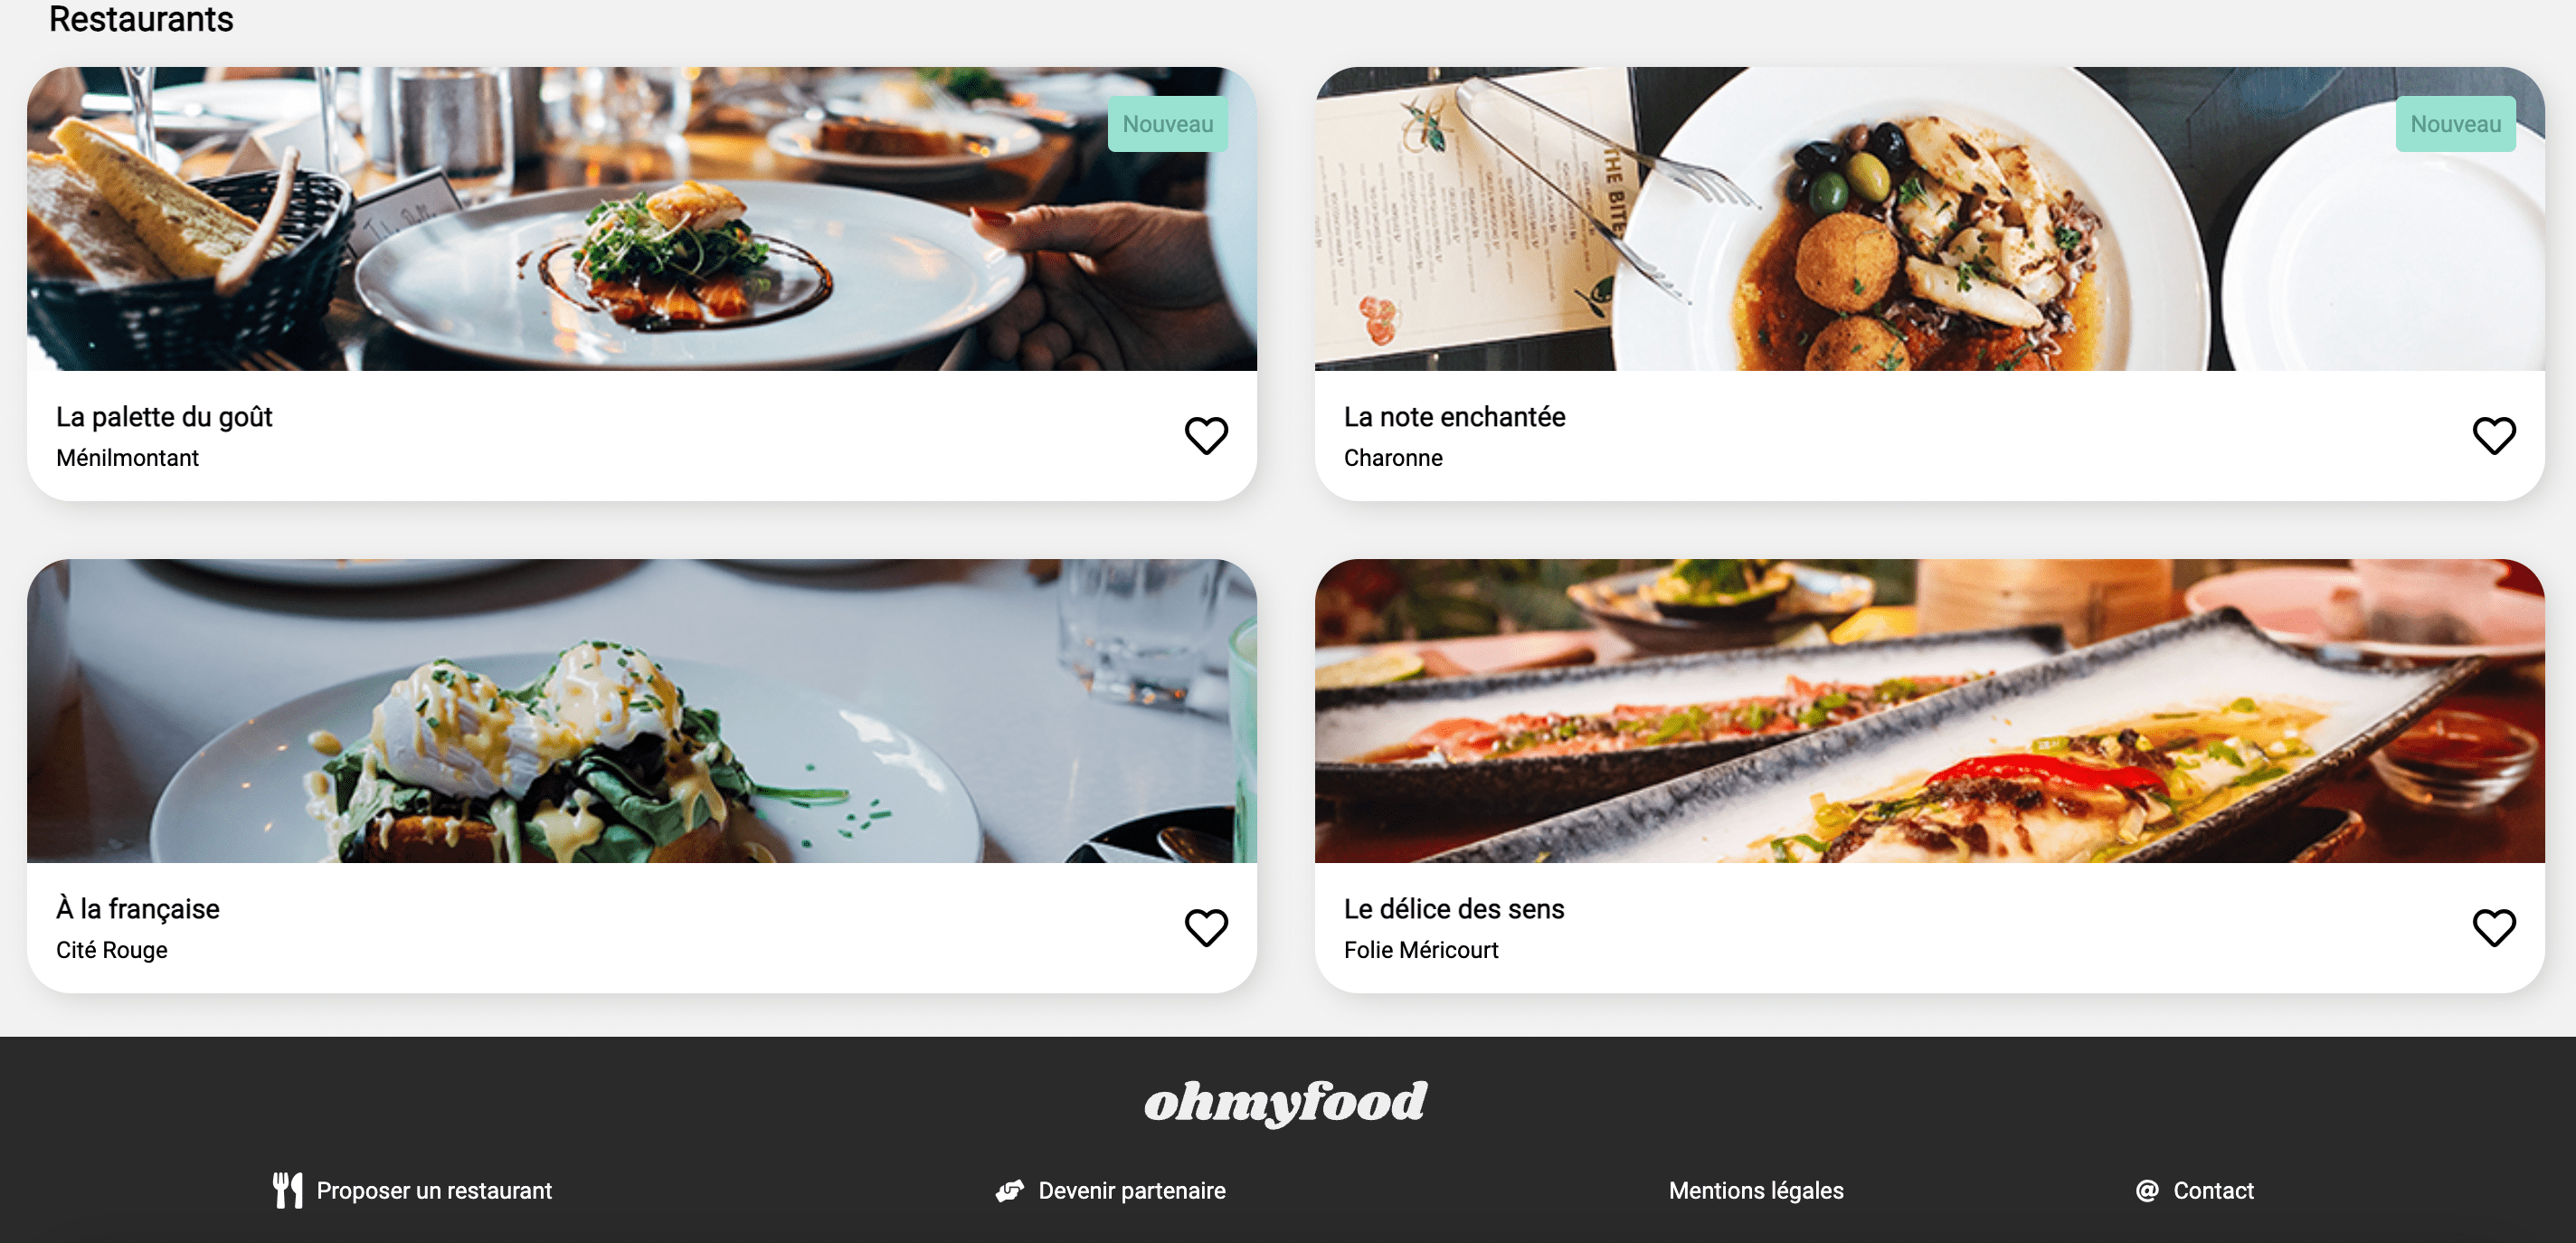 Restaurants
Nouveau
Nouveau
THE BITE
La palette du goût
Ménilmontant
La note enchantée
Charonne
À la française
Cité Rouge
Le délice des sens
Folie Méricourt
ohmyfood
Proposer un restaurant
Devenir partenaire
Mentions légales
@ Contact